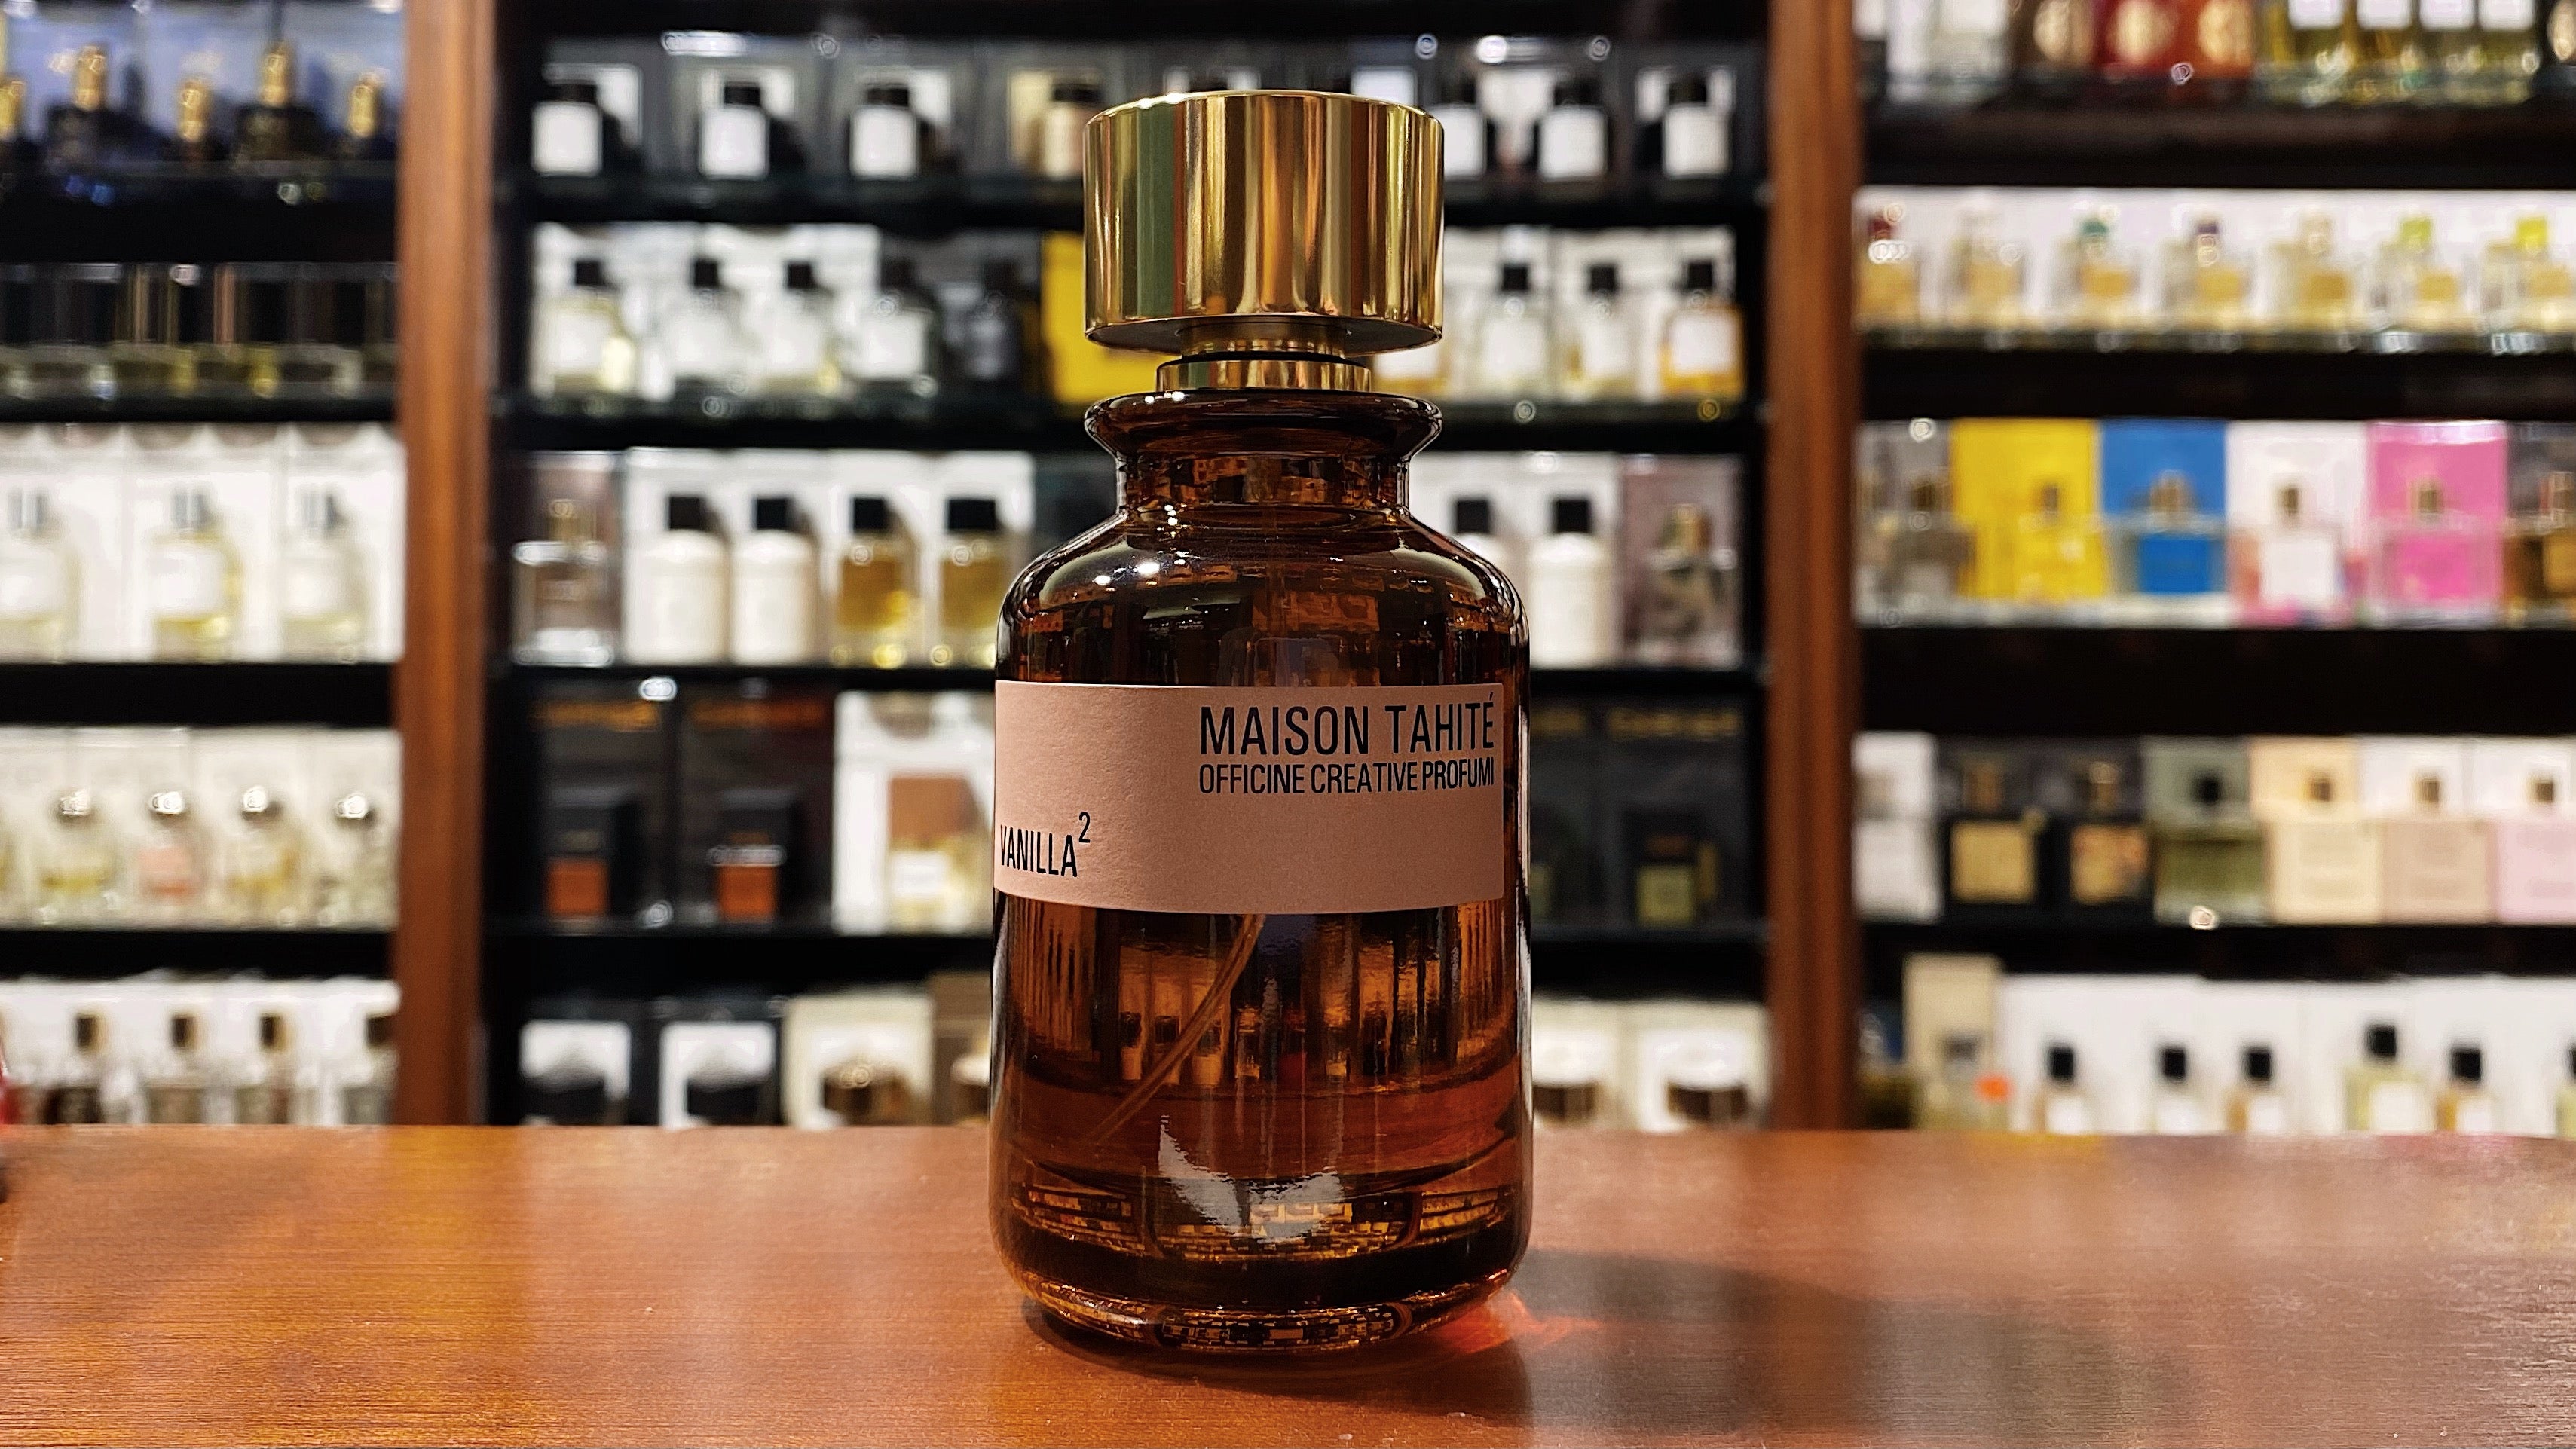 MAISON TAHITÉ
OFFICINE CREATIVE PROFUMI
VANILLA²